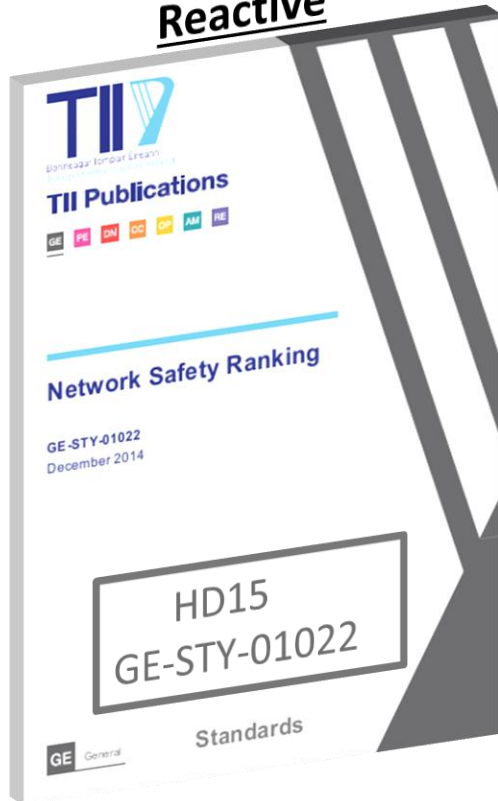 Reactive
TII
Bonneagar Iompair Éireann
TII Publications
GE PE DN CC OP AM RE
Network Safety Ranking
GE-STY-01022
December 2014
HD15
GE-STY-01022
Standards
GE General